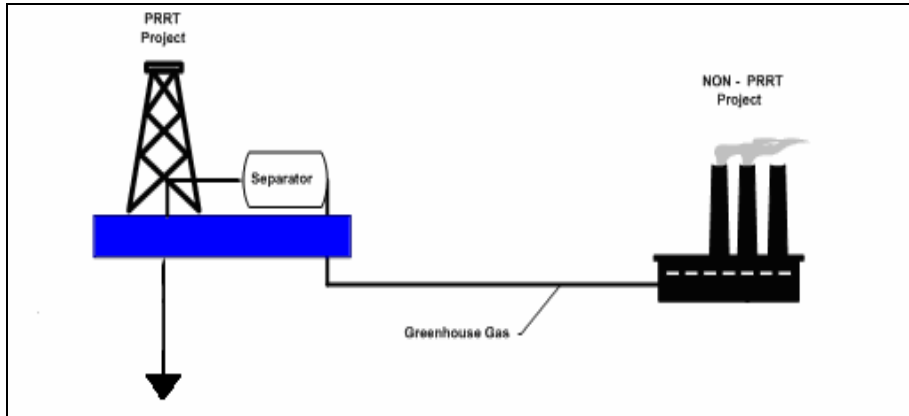 PRRT
Project
NON - PRRT
Project
Separator
Greenhouse Gas